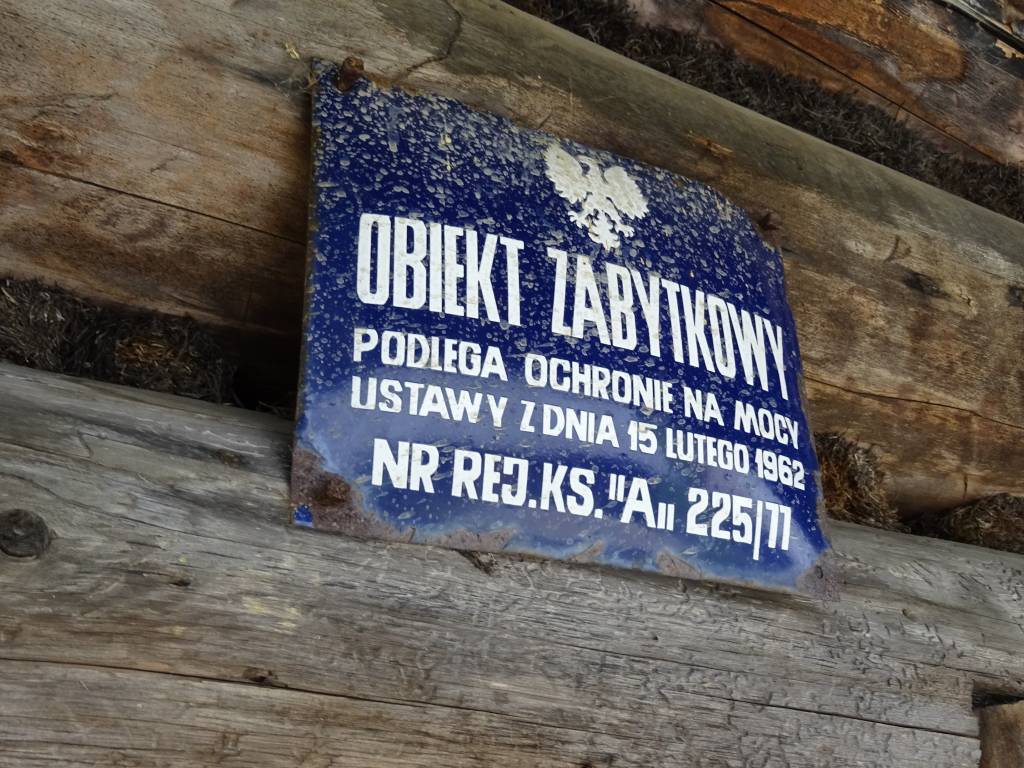 OBIEKT ZABYTKOWY
PODLEGA OCHRONIE NA MOCY
USTAWY Z DNIA 15 LUTEGO 1962
NR REJ.KS. "A" 225/77